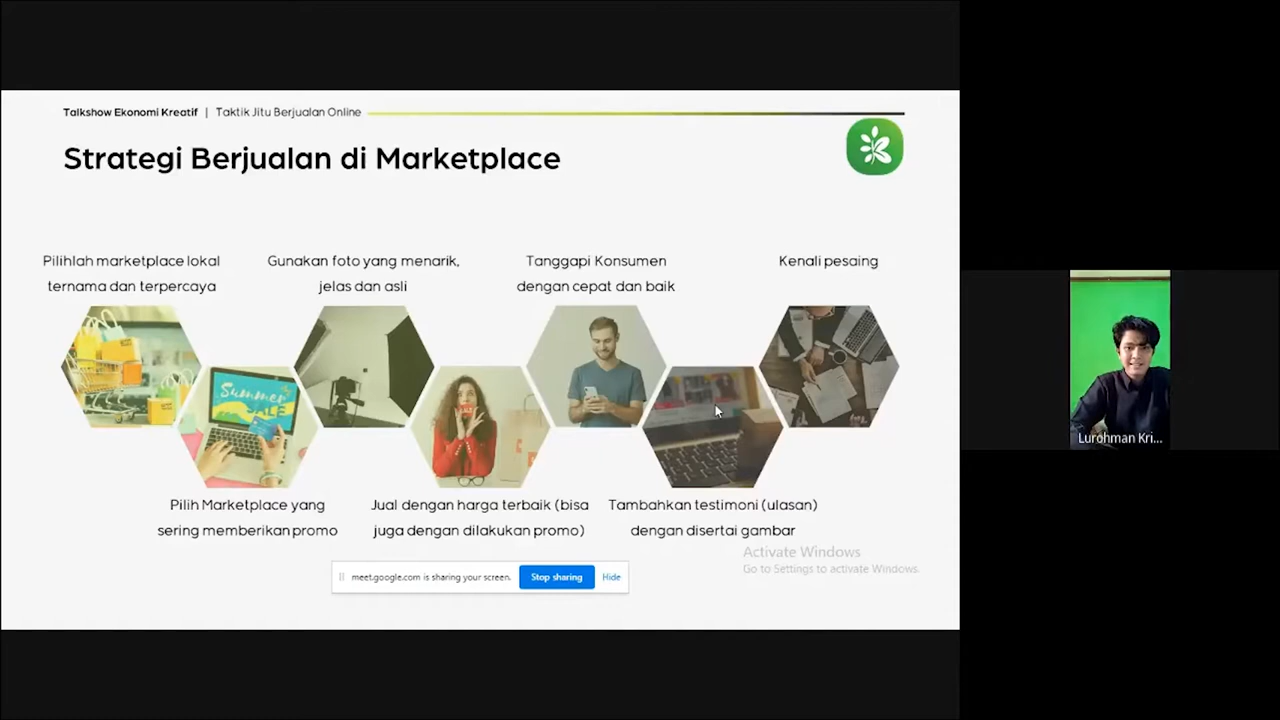 Talkshow Ekonomi Kreatif | Taktik Jitu Berjualan Online
Strategi Berjualan di Marketplace
Pilihlah marketplace lokal
ternama dan terpercaya
Gunakan foto yang menarik,
jelas dan asli
Tanggapi Konsumen
dengan cepat dan baik
Kenali pesaing
Summer
SALE
Pilih Marketplace yang
sering memberikan promo
Jual dengan harga terbaik (bisa
juga dengan dilakukan promo)
Tambahkan testimoni (ulasan)
dengan disertai gambar
Activate Windows
Go to Settings to activate Windows.
meet.google.com is sharing your screen.
Stop sharing
Hide
Lurohman Kri...